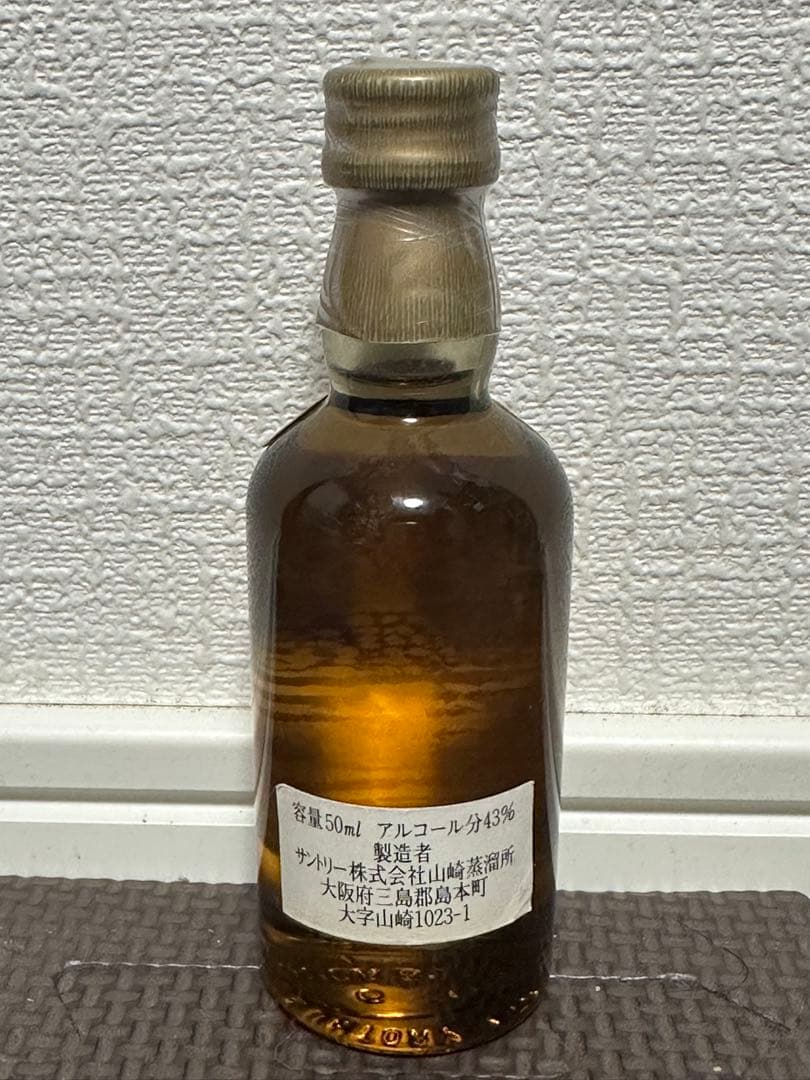 容量50ml アルコール分43%
製造者
サントリー株式会社山崎蒸溜所
大阪府三島郡島本町
大字山崎1023-1